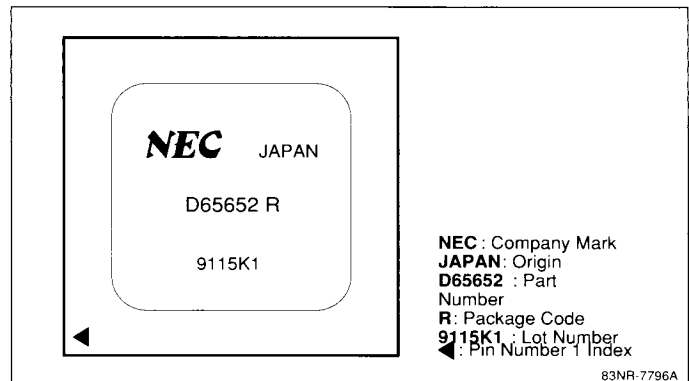 NEC JAPAN
D65652 R
9115K1
NEC : Company Mark
JAPAN: Origin
D65652 : Part
Number
R: Package Code
9115K1 : Lot Number
◀: Pin Number 1 Index
83NR-7796A